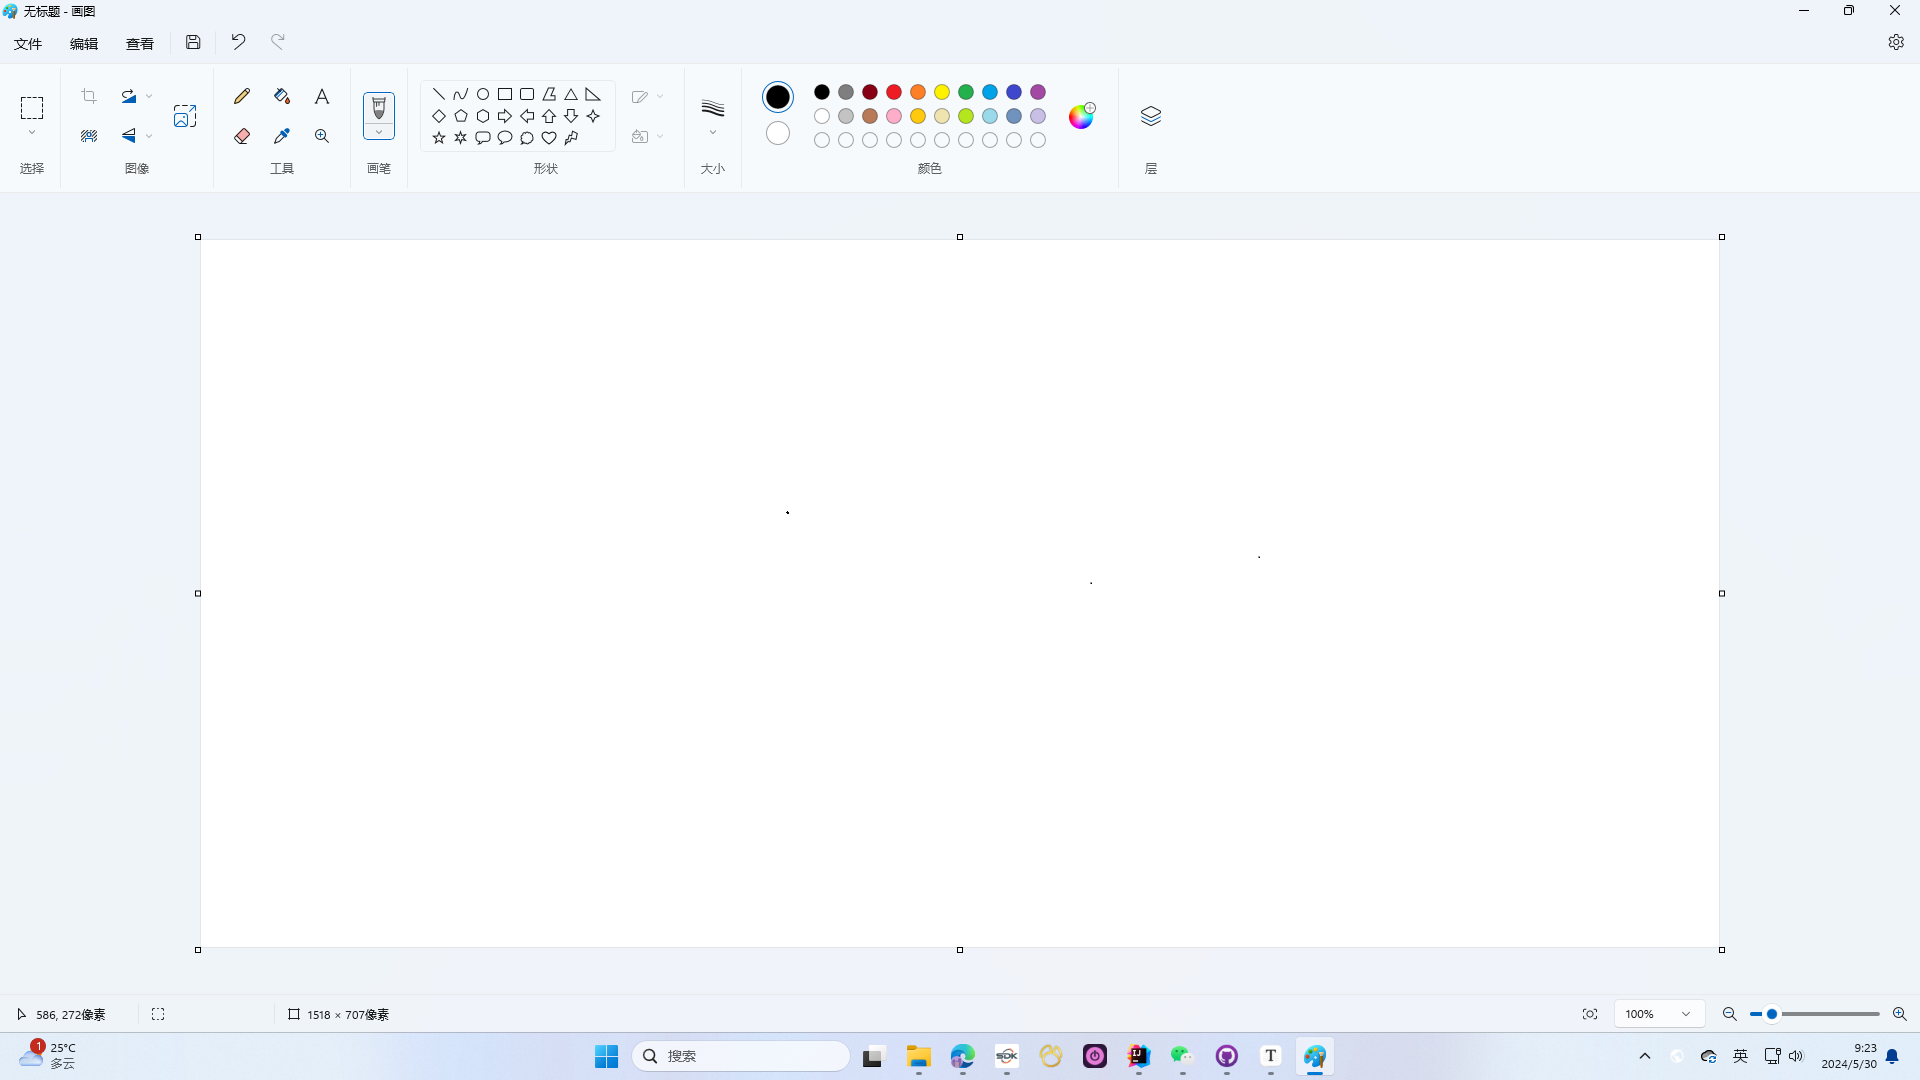 无标题 - 画图
文件 编辑 查看
选择 图像 工具 画笔 形状 大小 颜色 层
586, 272像素 1518 × 707像素 100%
1 25°C
多云
搜索
SDK
IJ
T
英
9:23
2024/5/30